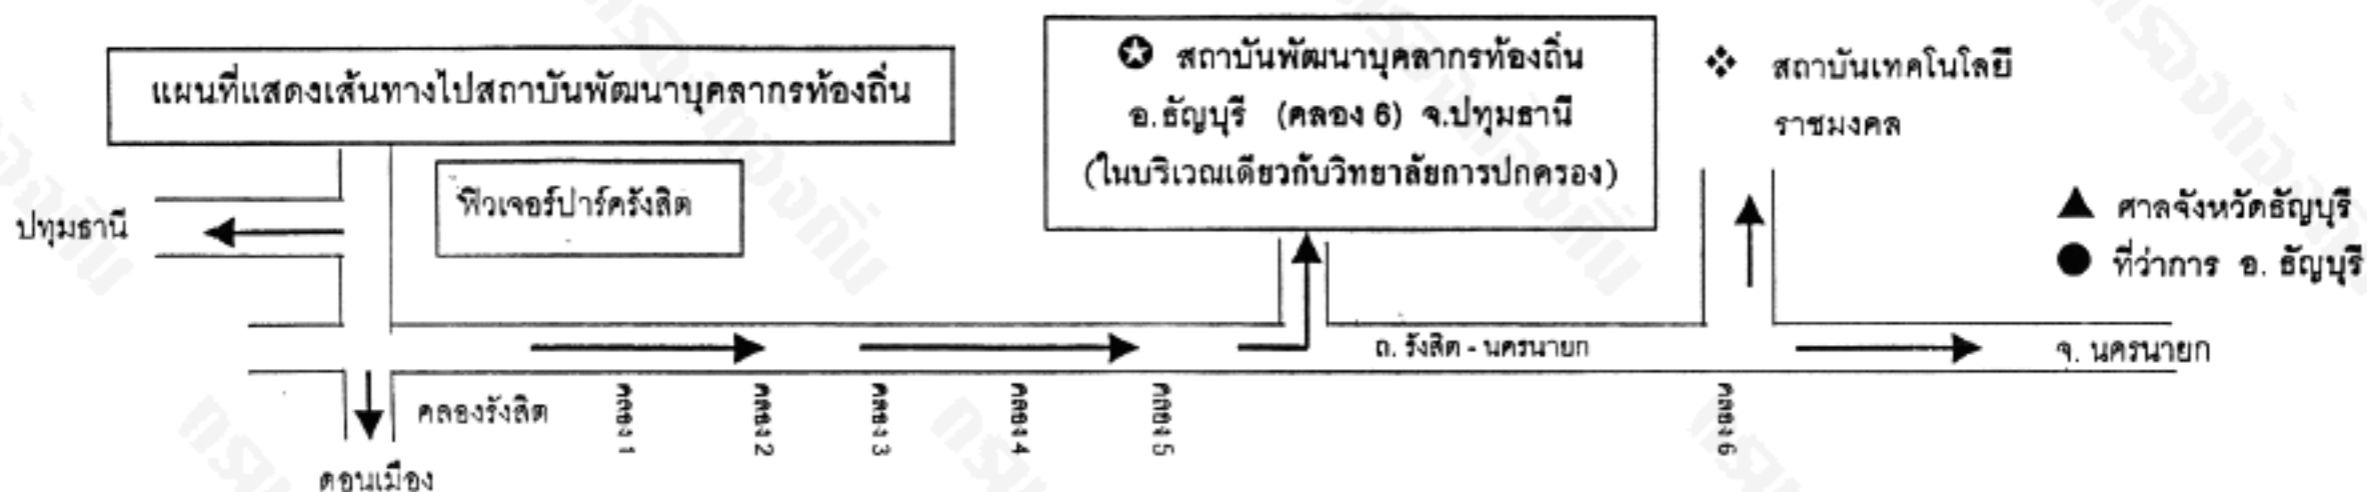 แผนที่แสดงเส้นทางไปสถาบันพัฒนาบุคลากรท้องถิ่น
✪ สถาบันพัฒนาบุคลากรท้องถิ่น
อ.ธัญบุรี (คลอง 6) จ.ปทุมธานี
(ในบริเวณเดียวกับวิทยาลัยการปกครอง)
❖ สถาบันเทคโนโลยี
ราชมงคล
ฟิวเจอร์ปาร์ครังสิต
ปทุมธานี
▲ ศาลจังหวัดธัญบุรี
● ที่ว่าการ อ. ธัญบุรี
ถ. รังสิต - นครนายก
จ. นครนายก
คลองรังสิต
คลอง 1
คลอง 2
คลอง 3
คลอง 4
คลอง 5
คลอง 6
ดอนเมือง